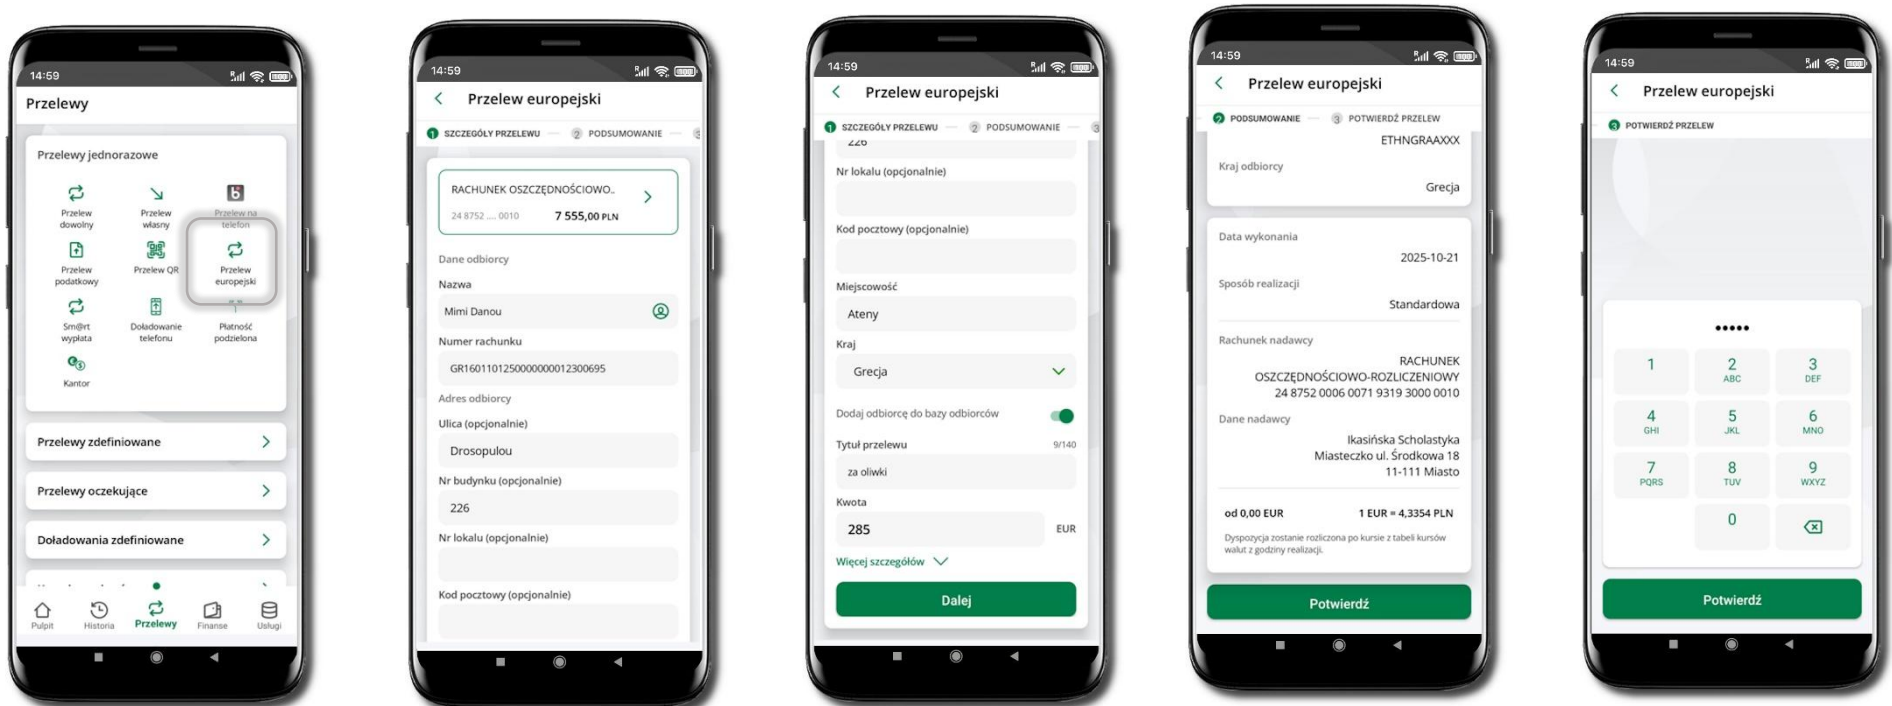 14:59
Przelewy
Przelewy jednorazowe
Przelew
dowolny
Przelew
własny
Przelew na
telefon
Przelew
podatkowy
Przelew QR
Przelew
europejski
Sm@rt
wypłata
Doładowanie
telefonu
Płatność
podzielona
Kantor
Przelewy zdefiniowane
Przelewy oczekujące
Doładowania zdefiniowane
Pulpit
Historia
Przelewy
Finanse
Usługi
14:59
Przelew europejski
1 SZCZEGÓŁY PRZELEWU
2 PODSUMOWANIE
3
RACHUNEK OSZCZĘDNOŚCIOWO..
24 8752 .... 0010 7 555,00 PLN
Dane odbiorcy
Nazwa
Mimi Danou
Numer rachunku
GR1601101250000000012300695
Adres odbiorcy
Ulica (opcjonalnie)
Drosopulou
Nr budynku (opcjonalnie)
226
Nr lokalu (opcjonalnie)
Kod pocztowy (opcjonalnie)
14:59
Przelew europejski
1 SZCZEGÓŁY PRZELEWU
2 PODSUMOWANIE
3
226
Nr lokalu (opcjonalnie)
Kod pocztowy (opcjonalnie)
Miejscowość
Ateny
Kraj
Grecja
Dodaj odbiorcę do bazy odbiorców
Tytuł przelewu 9/140
za oliwki
Kwota
285 EUR
Więcej szczegółów
Dalej
14:59
Przelew europejski
2 PODSUMOWANIE
3 POTWIERDŹ PRZELEW
ETHNGRAAXXX
Kraj odbiorcy
Grecja
Data wykonania
2025-10-21
Sposób realizacji
Standardowa
Rachunek nadawcy
RACHUNEK
OSZCZĘDNOŚCIOWO-ROZLICZENIOWY
24 8752 0006 0071 9319 3000 0010
Dane nadawcy
Ikasińska Scholastyka
Miasteczko ul. Środkowa 18
11-111 Miasto
od 0,00 EUR 1 EUR = 4,3354 PLN
Dyspozycja zostanie rozliczona po kursie z tabeli kursów
walut z godziny realizacji.
Potwierdź
14:59
Przelew europejski
3 POTWIERDŹ PRZELEW
•••••
1 2 3
ABC DEF
4 5 6
GHI JKL MNO
7 8 9
PQRS TUV WXYZ
0
Potwierdź